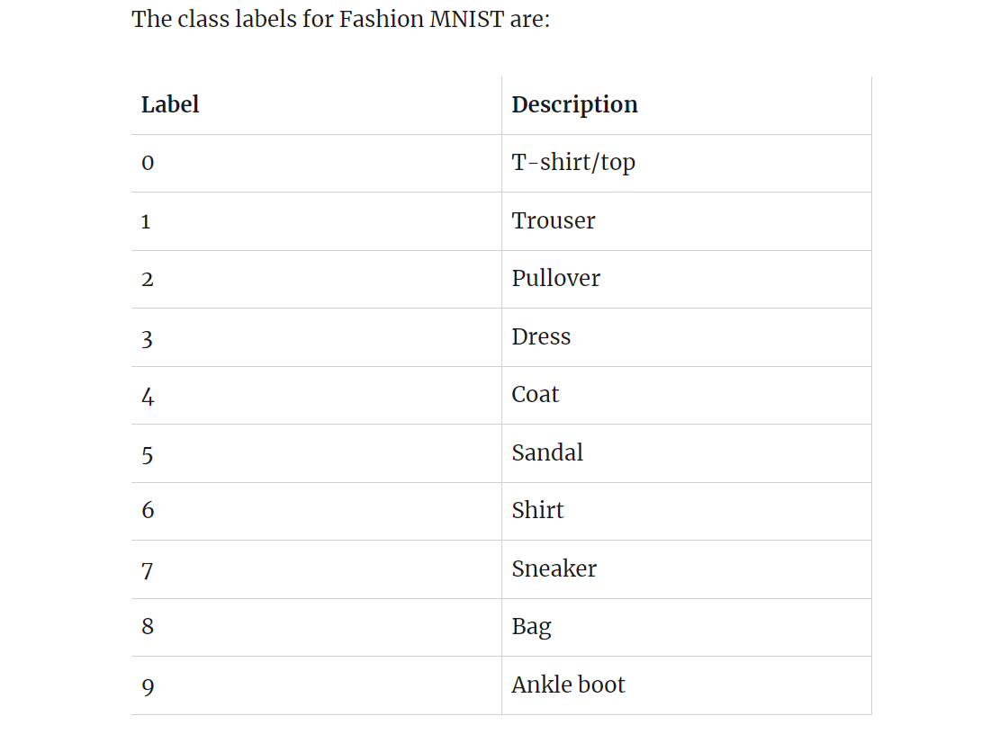 The class labels for Fashion MNIST are:
Label Description
0 T-shirt/top
1 Trouser
2 Pullover
3 Dress
4 Coat
5 Sandal
6 Shirt
7 Sneaker
8 Bag
9 Ankle boot